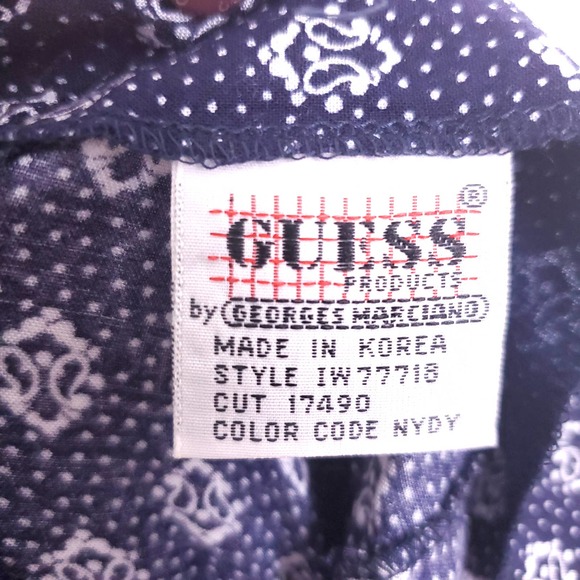 ®
GUESS
PRODUCTS
by GEORGES MARCIANO
MADE IN KOREA
STYLE IW77718
CUT 17490
COLOR CODE NYDY